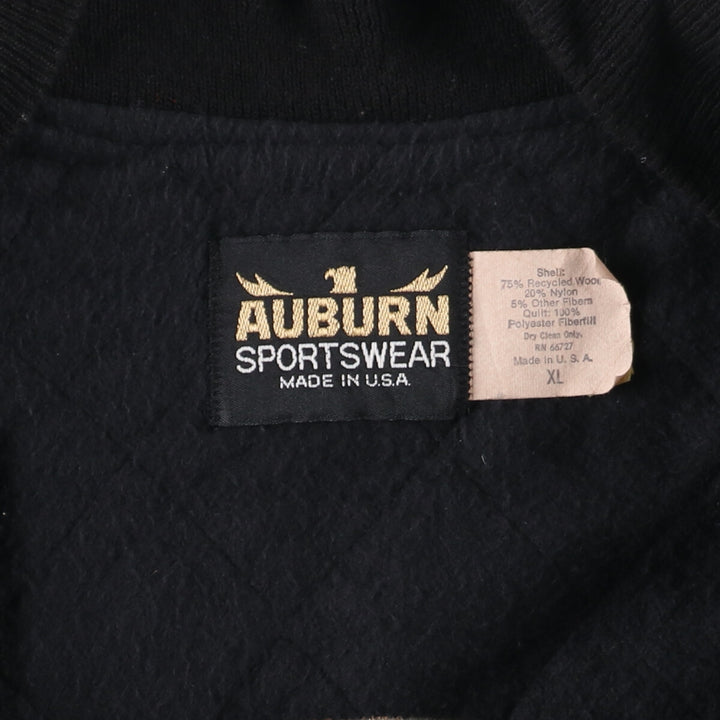 AUBURN
SPORTSWEAR
MADE IN U.S.A.
Shell:
75% Recycled Wool
20% Nylon
5% Other Fibers
Quilt: 100%
Polyester Fiberfill
Dry Clean Only.
RN 66727
Made in U. S. A.
XL